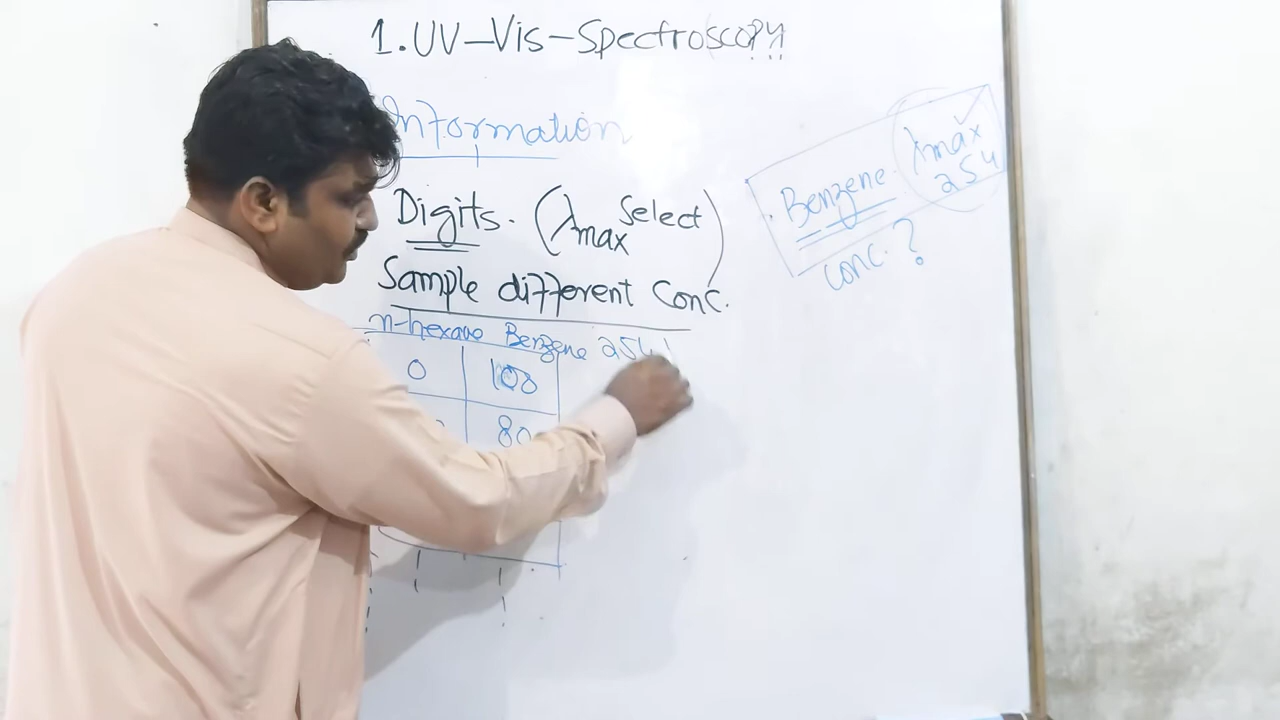 1. UV-Vis-Spectroscopy
Information
Digits. (λmax Select)
Sample different Conc.
n-hexane Benzene 254
0 100
80
Benzene. λmax
254
conc. ?